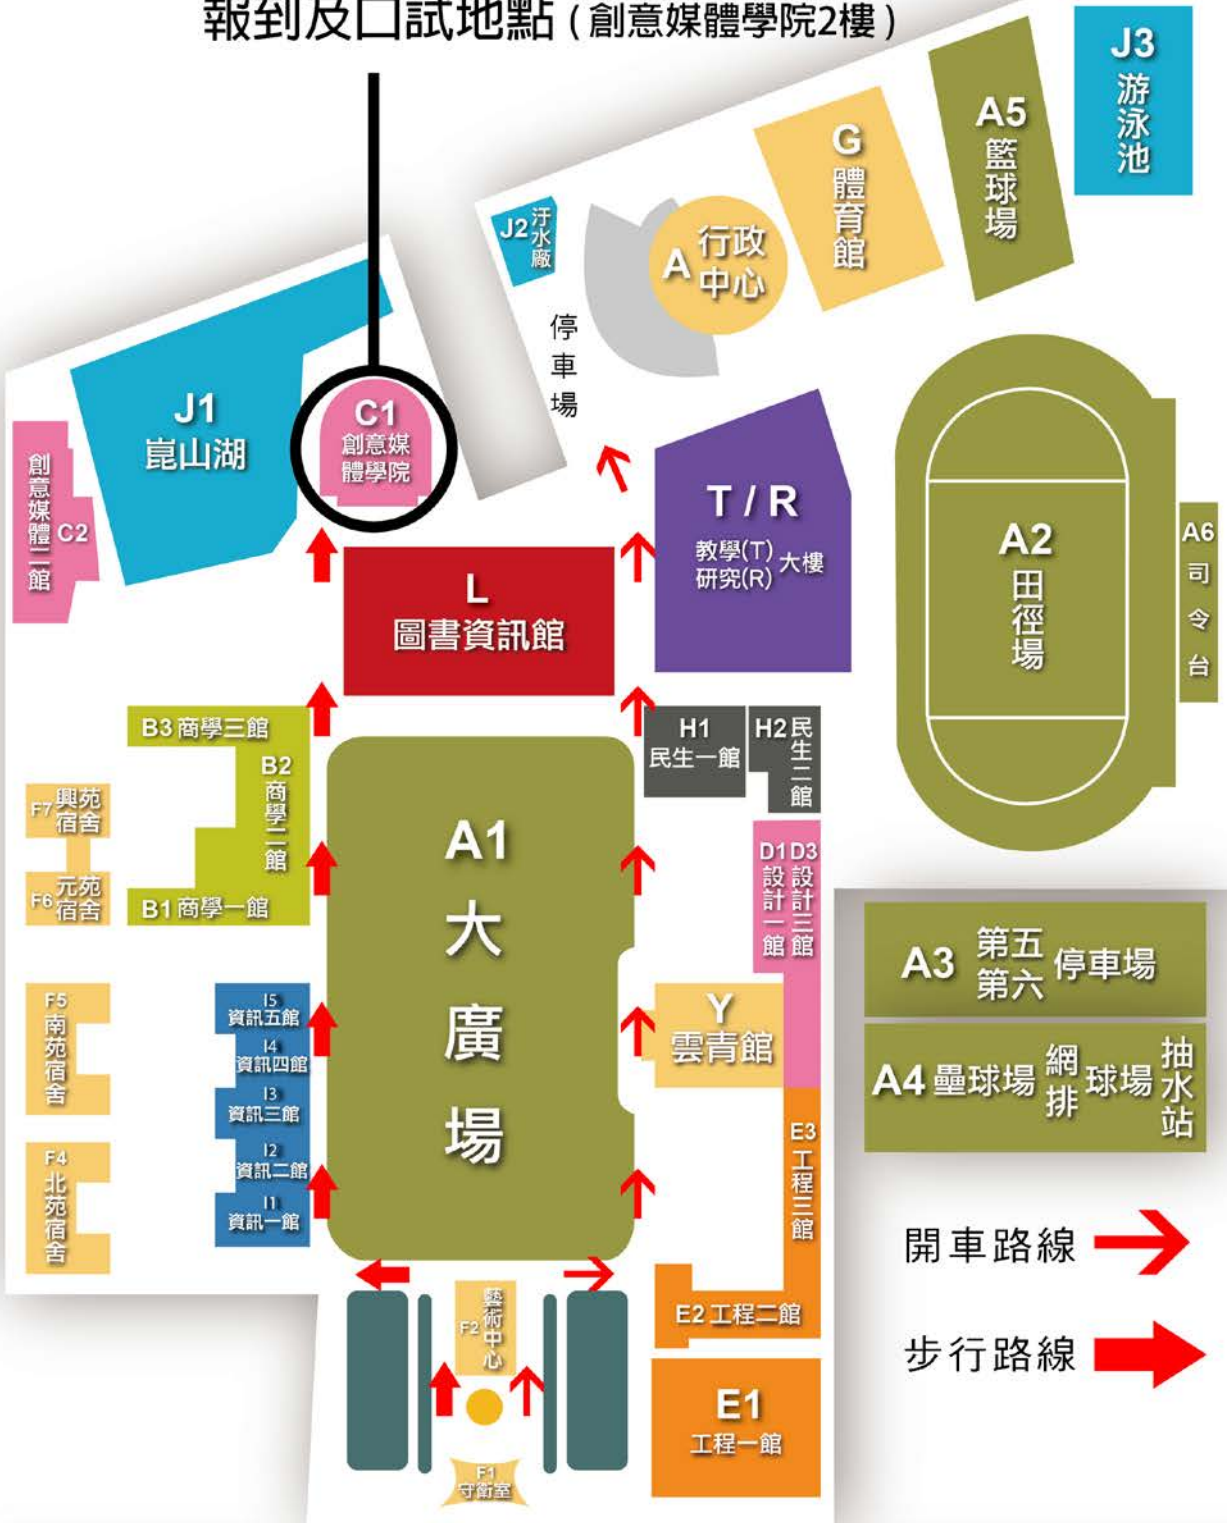 報到及口試地點(創意媒體學院2樓)
J3
游泳池
A5
籃球場
G
體育館
J2 汙水廠
A 行政中心
停車場
J1
崑山湖
C1
創意媒
體學院
創意媒體二館 C2
T / R
教學(T)
研究(R)
大樓
A2
田徑場
A6
司令台
L
圖書資訊館
B3 商學三館
B2
商學二館
B1 商學一館
H1
民生一館
H2 民生二館
F7 興苑宿舍
F6 元苑宿舍
A1
大廣場
D1 設計一館
D3 設計三館
A3 第五第六停車場
A4 壘球場 網排球場 抽水站
F5
南苑宿舍
I5
資訊五館
I4
資訊四館
I3
資訊三館
I2
資訊二館
I1
資訊一館
Y
雲青館
F4
北苑宿舍
E3
工程三館
開車路線
F2 藝術中心
E2 工程二館
步行路線
E1
工程一館
F1
守衛室